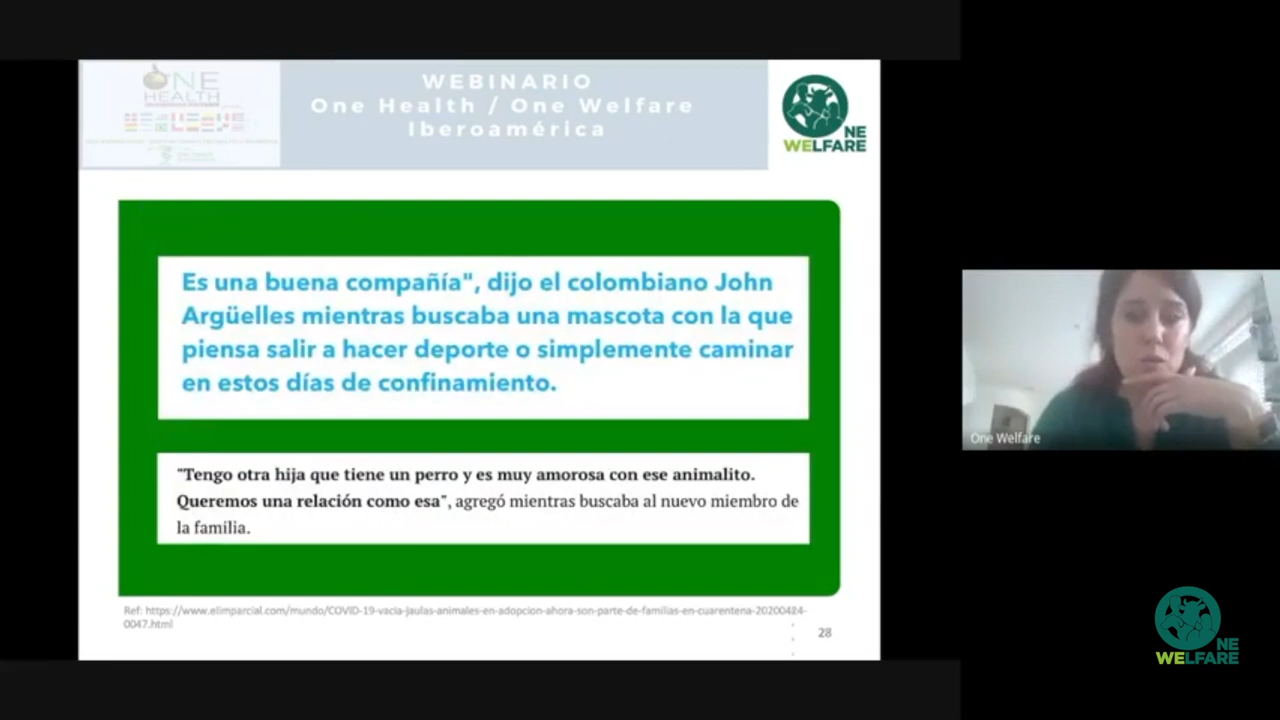 ONE
HEALTH
WEBINARIO
One Health / One Welfare
Iberoamérica
ONE
WELFARE
Es una buena compañía", dijo el colombiano John
Argüelles mientras buscaba una mascota con la que
piensa salir a hacer deporte o simplemente caminar
en estos días de confinamiento.
"Tengo otra hija que tiene un perro y es muy amorosa con ese animalito.
Queremos una relación como esa", agregó mientras buscaba al nuevo miembro de
la familia.
Ref: https://www.elimparcial.com/mundo/COVID-19-vacia-jaulas-animales-en-adopcion-ahora-son-parte-de-familias-en-cuarentena-20200424-
0047.html
28
One Welfare
ONE
WELFARE